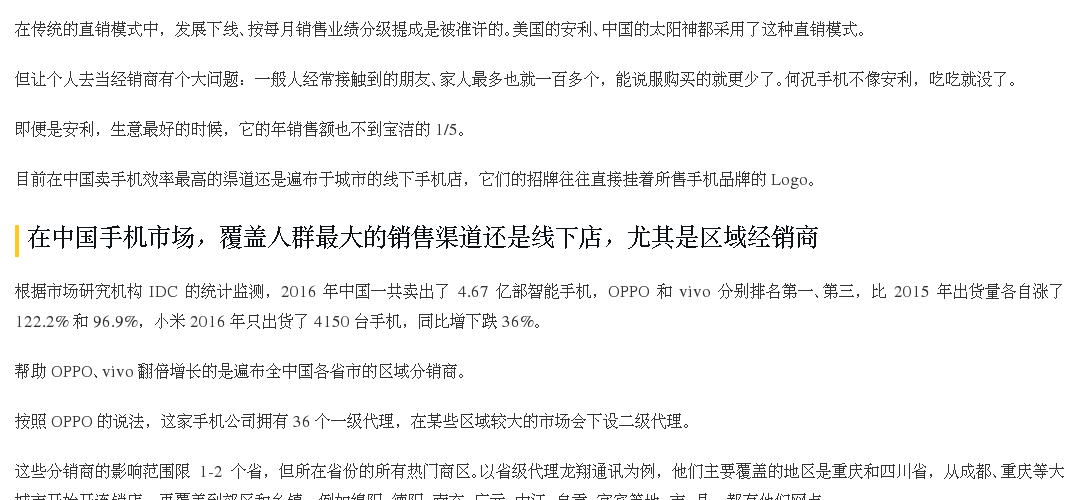 在传统的直销模式中，发展下线、按每月销售业绩分级提成是被准许的。美国的安利、中国的太阳神都采用了这种直销模式。
但让个人去当经销商有个大问题：一般人经常接触到的朋友、家人最多也就一百多个，能说服购买的就更少了。何况手机不像安利，吃吃就没了。
即便是安利，生意最好的时候，它的年销售额也不到宝洁的 1/5。
目前在中国卖手机效率最高的渠道还是遍布于城市的线下手机店，它们的招牌往往直接挂着所售手机品牌的 Logo。
在中国手机市场，覆盖人群最大的销售渠道还是线下店，尤其是区域经销商
根据市场研究机构 IDC 的统计监测，2016 年中国一共卖出了 4.67 亿部智能手机，OPPO 和 vivo 分别排名第一、第三，比 2015 年出货量各自涨了
122.2% 和 96.9%，小米 2016 年只出货了 4150 台手机，同比增下跌 36%。
帮助 OPPO、vivo 翻倍增长的是遍布全中国各省市的区域分销商。
按照 OPPO 的说法，这家手机公司拥有 36 个一级代理，在某些区域较大的市场会下设二级代理。
这些分销商的影响范围限 1-2 个省，但所在省份的所有热门商区。以省级代理龙翔通讯为例，他们主要覆盖的地区是重庆和四川省，从成都、重庆等大